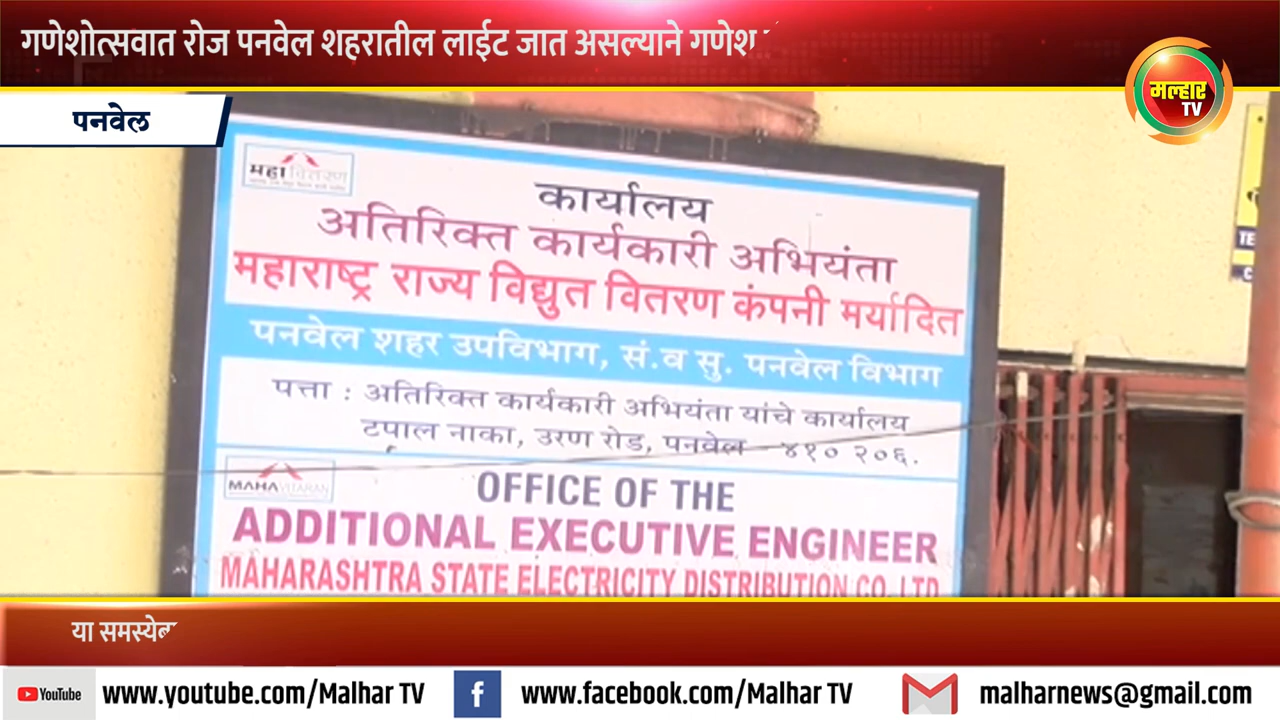 गणेशोत्सवात रोज पनवेल शहरातील लाईट जात असल्याने गणेश
मल्हार
TV
पनवेल
महावितरण
कार्यालय
अतिरिक्त कार्यकारी अभियंता
महाराष्ट्र राज्य विद्युत वितरण कंपनी मर्यादित
पनवेल शहर उपविभाग, सं.व सु. पनवेल विभाग
पत्ता : अतिरिक्त कार्यकारी अभियंता यांचे कार्यालय
टपाल नाका, उरण रोड, पनवेल - ४१० २०६.
MAHAVITARAN
OFFICE OF THE
ADDITIONAL EXECUTIVE ENGINEER
MAHARASHTRA STATE ELECTRICITY DISTRIBUTION CO. LTD
TE
C
या
YouTube
www.youtube.com/Malhar TV
f
www.facebook.com/Malhar TV
malharnews@gmail.com